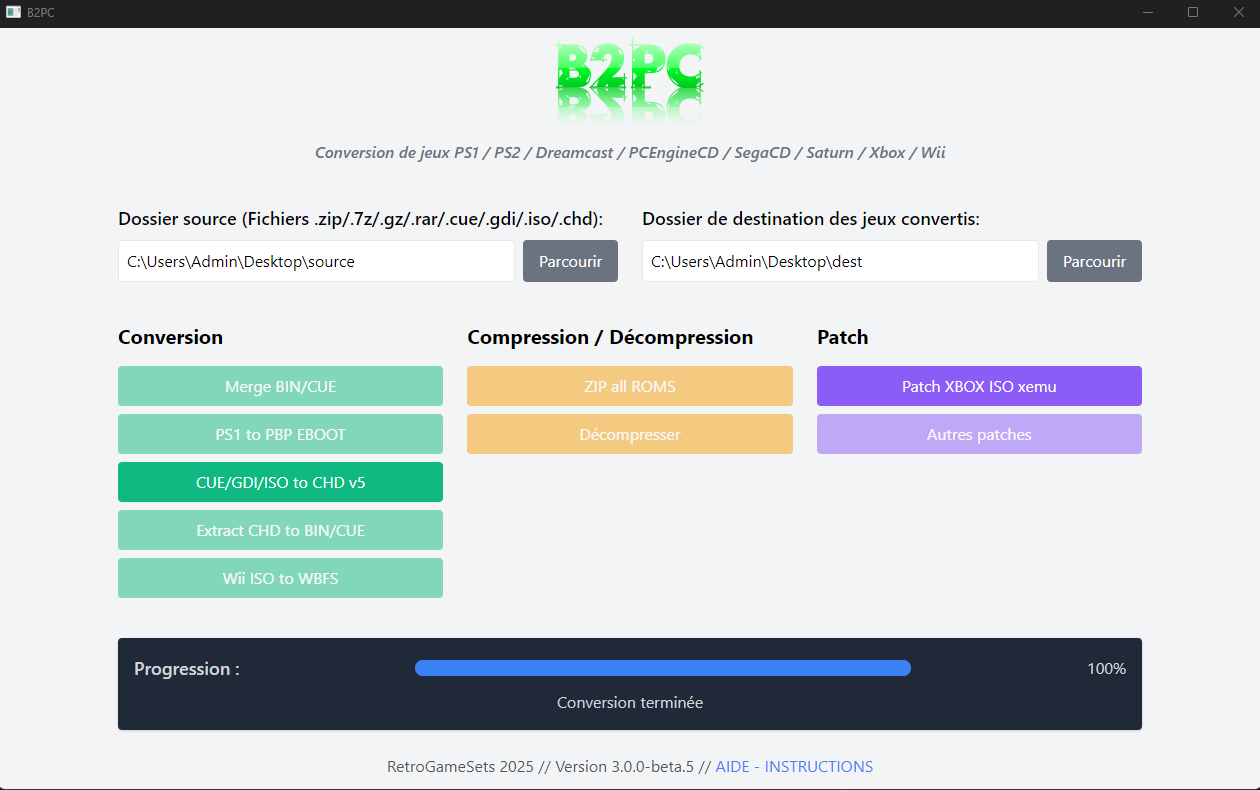 B2PC
B2PC
Conversion de jeux PS1 / PS2 / Dreamcast / PCEngineCD / SegaCD / Saturn / Xbox / Wii
Dossier source (Fichiers .zip/.7z/.gz/.rar/.cue/.gdi/.iso/.chd):
C:\Users\Admin\Desktop\source
Parcourir
Dossier de destination des jeux convertis:
C:\Users\Admin\Desktop\dest
Parcourir
Conversion
Merge BIN/CUE
PS1 to PBP EBOOT
CUE/GDI/ISO to CHD v5
Extract CHD to BIN/CUE
Wii ISO to WBFS
Compression / Décompression
ZIP all ROMS
Décompresser
Patch
Patch XBOX ISO xemu
Autres patches
Progression :
100%
Conversion terminée
RetroGameSets 2025 // Version 3.0.0-beta.5 // AIDE - INSTRUCTIONS